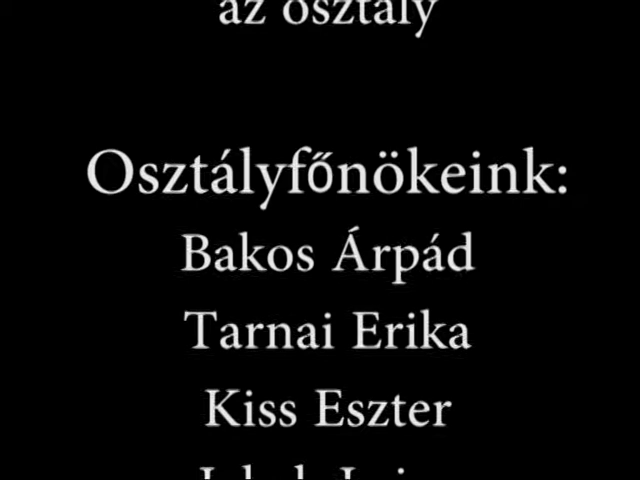 az osztály
Osztályfőnökeink:
Bakos Árpád
Tarnai Erika
Kiss Eszter